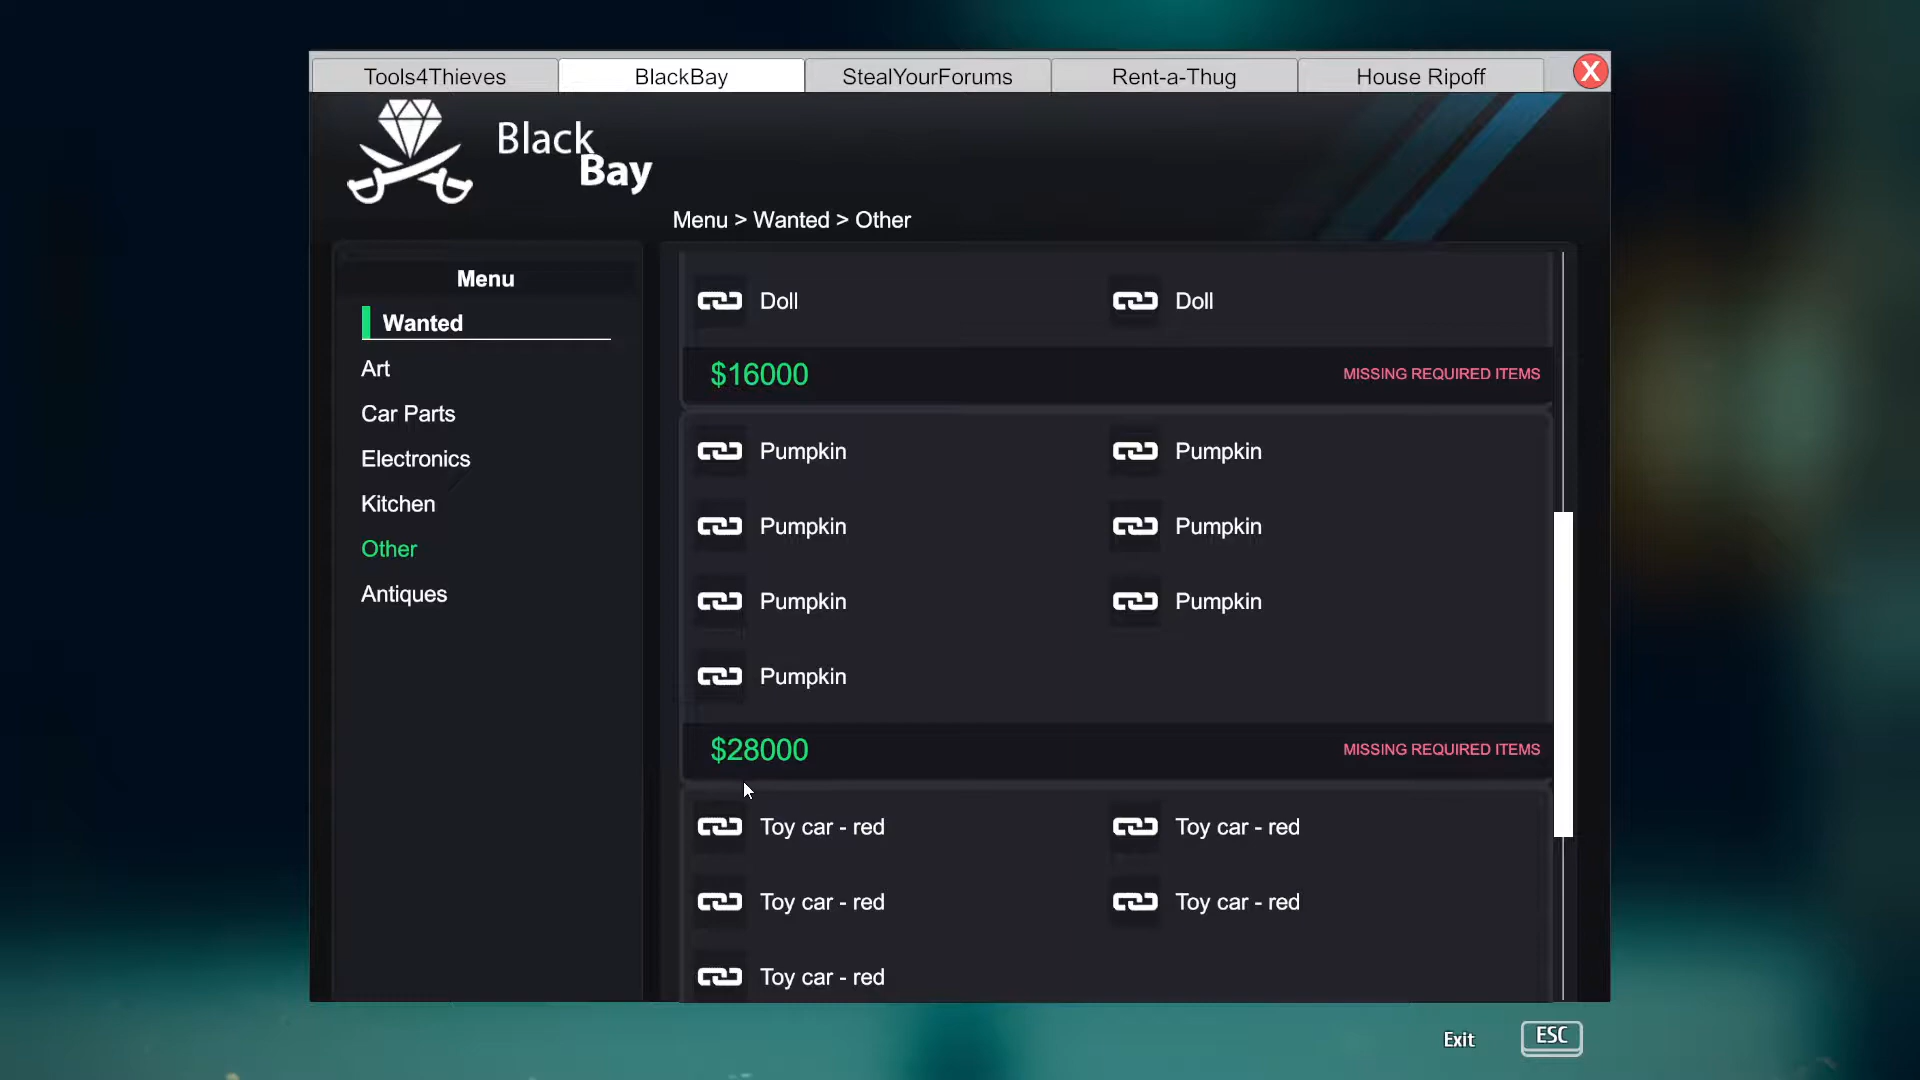 Tools4Thieves BlackBay StealYourForums Rent-a-Thug House Ripoff X
Black
Bay
Menu > Wanted > Other
Menu
Wanted
Art
Car Parts
Electronics
Kitchen
Other
Antiques
Doll Doll
$16000 MISSING REQUIRED ITEMS
Pumpkin Pumpkin
Pumpkin Pumpkin
Pumpkin Pumpkin
Pumpkin
$28000 MISSING REQUIRED ITEMS
Toy car - red Toy car - red
Toy car - red Toy car - red
Toy car - red
Exit ESC